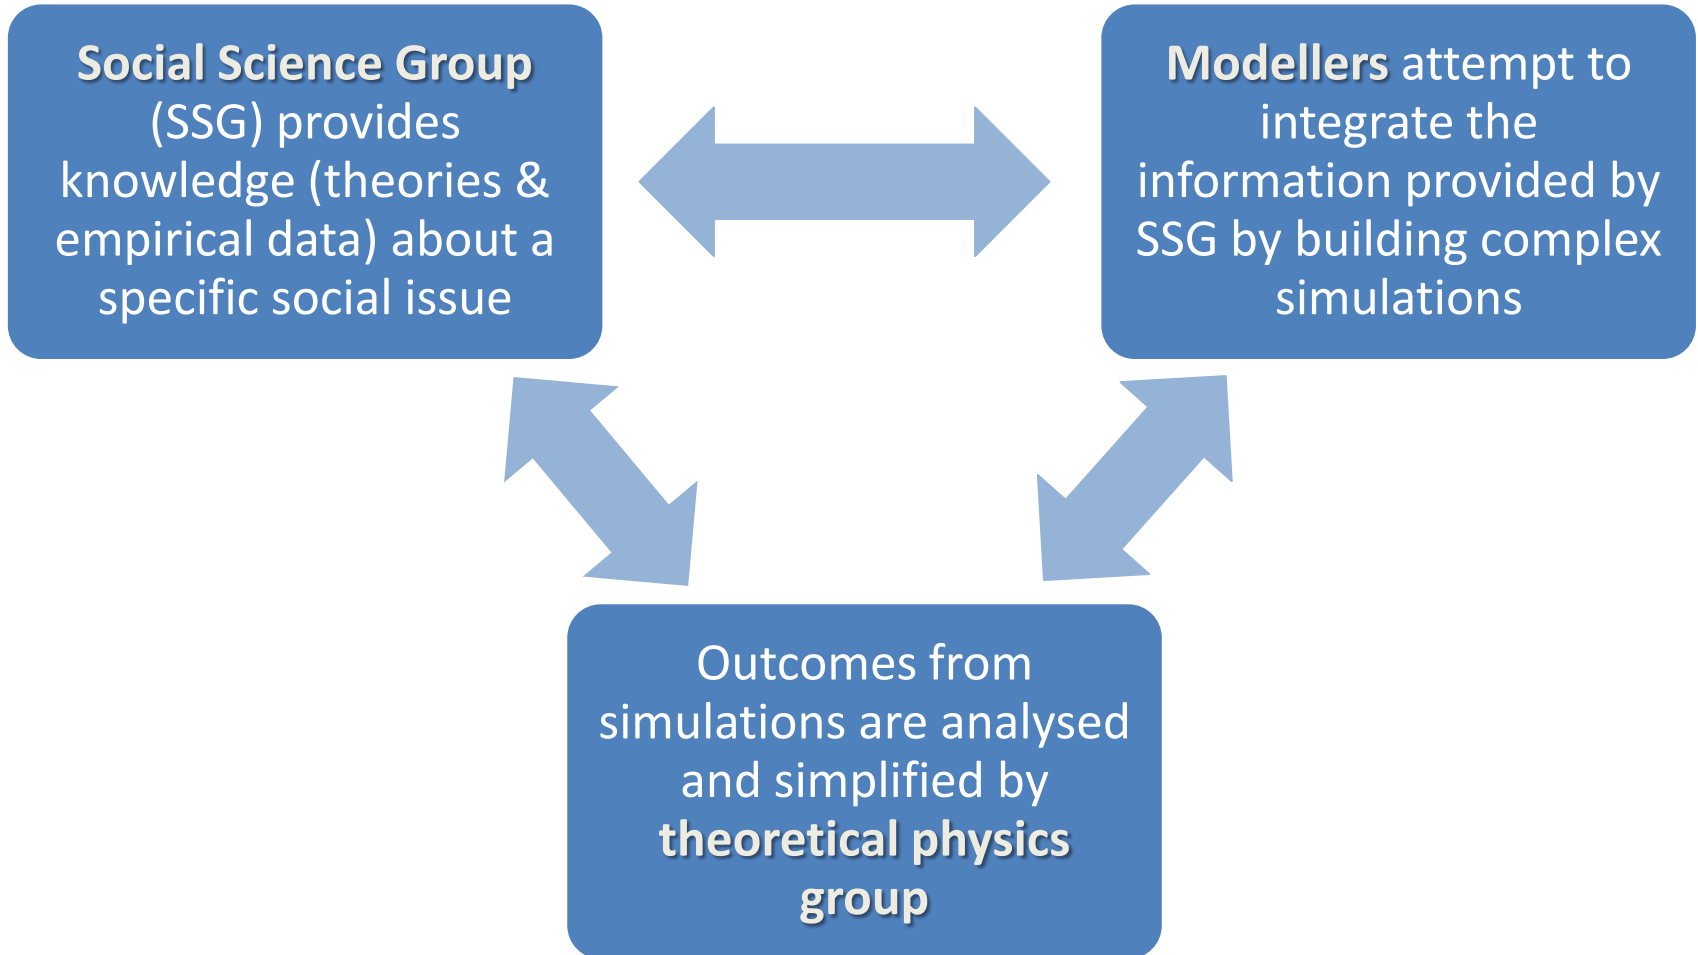 Social Science Group
(SSG) provides
knowledge (theories &
empirical data) about a
specific social issue
Modellers attempt to
integrate the
information provided by
SSG by building complex
simulations
Outcomes from
simulations are analysed
and simplified by
theoretical physics
group